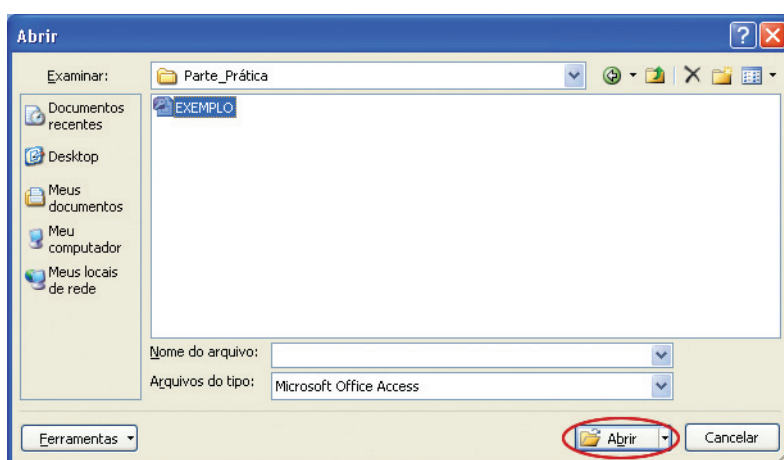 Abrir
Examinar:
Parte_Prática
Documentos
recentes
Desktop
Meus
documentos
Meu
computador
Meus locais
de rede
EXEMPLO
Nome do arquivo:
Arquivos do tipo:
Microsoft Office Access
Ferramentas
Abrir
Cancelar